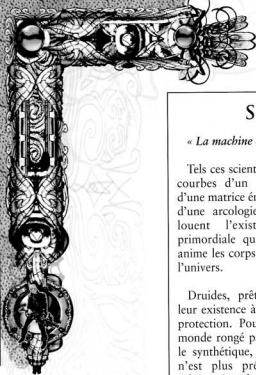 S
« La machine
Tels ces scient
courbes d'un
d'une matrice ér
d'une arcologie
louent l'exist
primordiale qu
anime les corps
l'univers.
Druides, prêt
leur existence à
protection. Pou
monde rongé p
le synthétique,
n'est plus pré